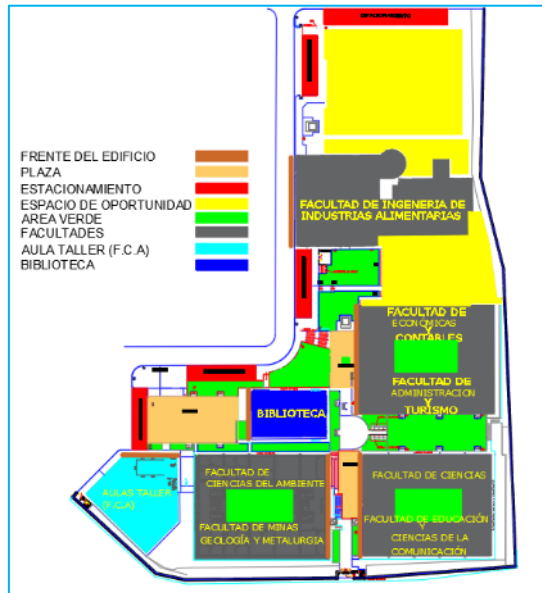 ESTACIONAMIENTO
FRENTE DEL EDIFICIO
PLAZA
ESTACIONAMIENTO
ESPACIO DE OPORTUNIDAD
AREA VERDE
FACULTADES
AULA TALLER (F.C.A)
BIBLIOTECA
FACULTAD DE INGENIERA DE
INDUSTRIAS ALIMENTARIAS
FACULTAD DE
ECONOMICAS
Y
CONTABLES
FACULTAD DE
ADMINISTRACION
Y
TURISMO
BIBLIOTECA
AULAS TALLER
(F.C.A)
FACULTAD DE
CIENCIAS DEL AMBIENTE
FACULTAD DE MINAS
GEOLOGÍA Y METALURGIA
FACULTAD DE CIENCIAS
FACULTAD DE EDUCACIÓN
Y
CIENCIAS DE LA
COMUNICACIÓN